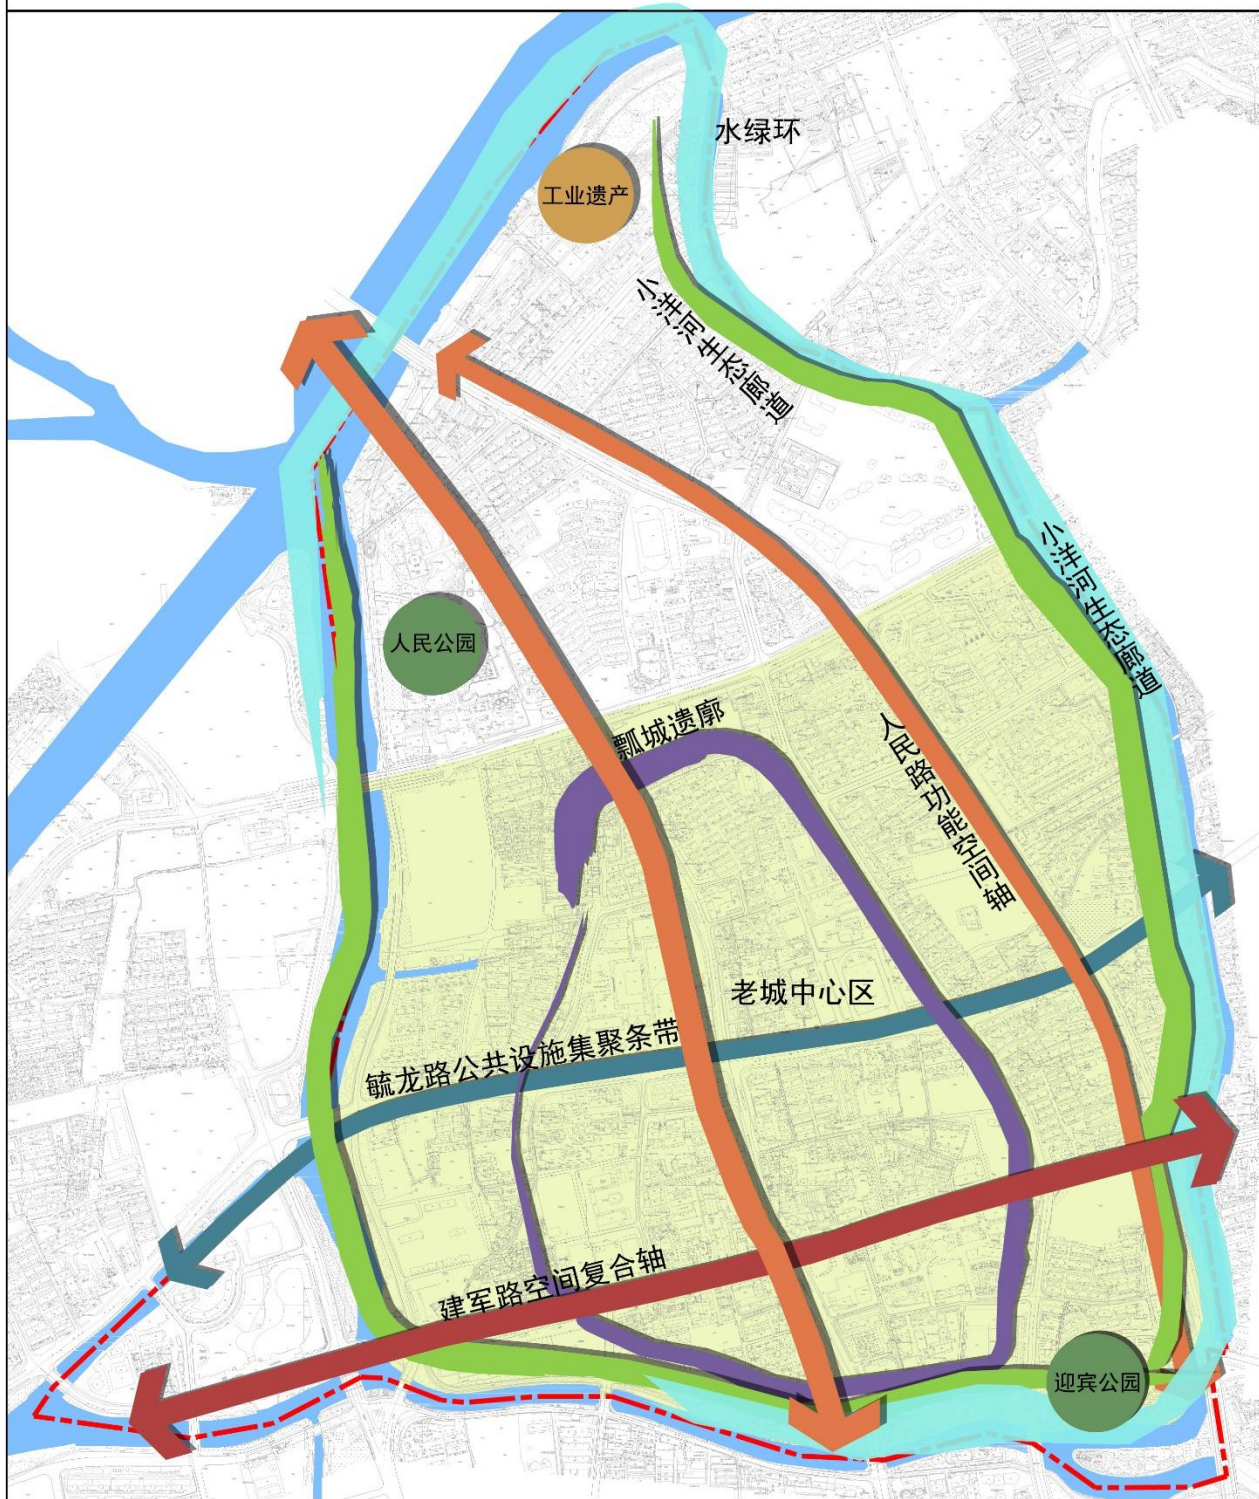 水绿环
工业遗产
小洋河生态廊道
小洋河生态廊道
人民公园
瓢城遗廓
人民路功能空间轴
老城中心区
毓龙路公共设施集聚条带
建军路空间复合轴
迎宾公园